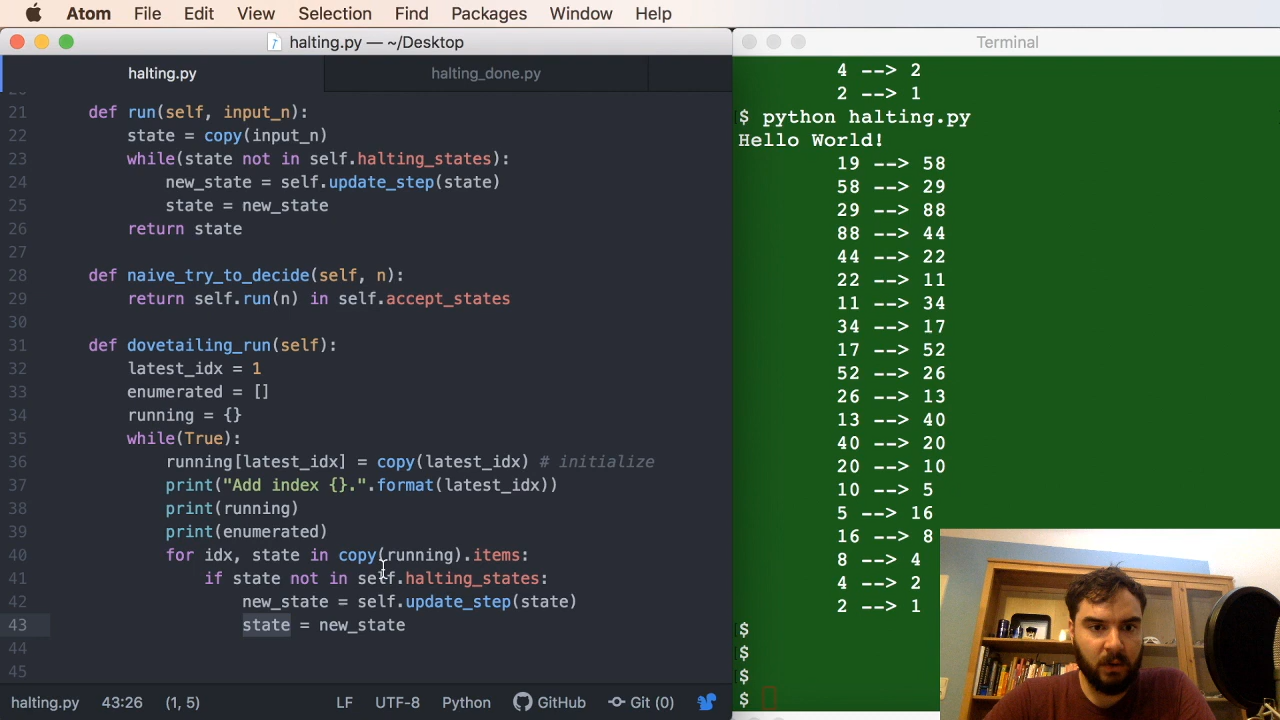 Atom File Edit View Selection Find Packages Window Help
halting.py — ~/Desktop
halting.py halting_done.py
21 def run(self, input_n):
22 state = copy(input_n)
23 while(state not in self.halting_states):
24 new_state = self.update_step(state)
25 state = new_state
26 return state
27
28 def naive_try_to_decide(self, n):
29 return self.run(n) in self.accept_states
30
31 def dovetailing_run(self):
32 latest_idx = 1
33 enumerated = []
34 running = {}
35 while(True):
36 running[latest_idx] = copy(latest_idx) # initialize
37 print("Add index {}.".format(latest_idx))
38 print(running)
39 print(enumerated)
40 for idx, state in copy(running).items:
41 if state not in self.halting_states:
42 new_state = self.update_step(state)
43 state = new_state
44
45
halting.py 43:26 (1, 5) LF UTF-8 Python GitHub Git (0)
Terminal
4 --> 2
2 --> 1
$ python halting.py
Hello World!
19 --> 58
58 --> 29
29 --> 88
88 --> 44
44 --> 22
22 --> 11
11 --> 34
34 --> 17
17 --> 52
52 --> 26
26 --> 13
13 --> 40
40 --> 20
20 --> 10
10 --> 5
5 --> 16
16 --> 8
8 --> 4
4 --> 2
2 --> 1
$
$
$
$